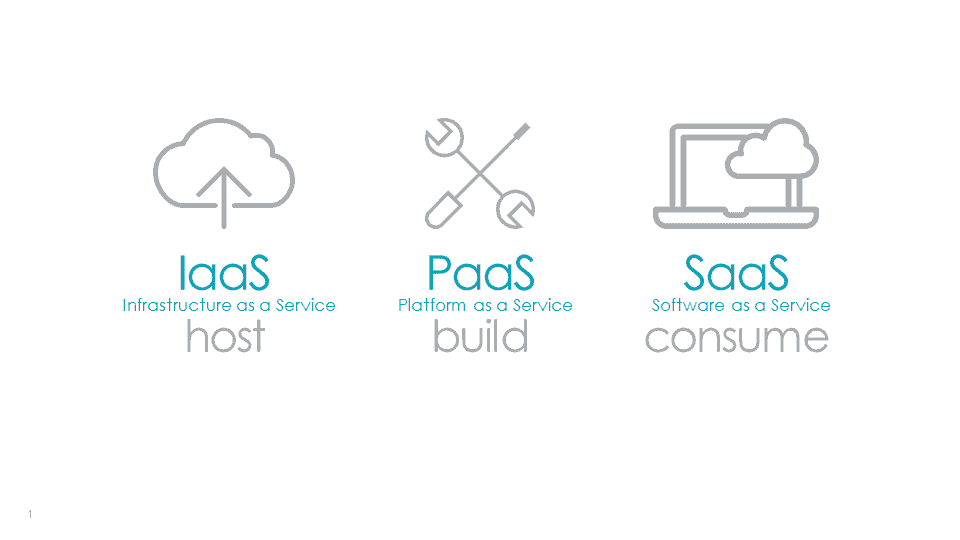 IaaS
Infrastructure as a Service
host
PaaS
Platform as a Service
build
SaaS
Software as a Service
consume
1